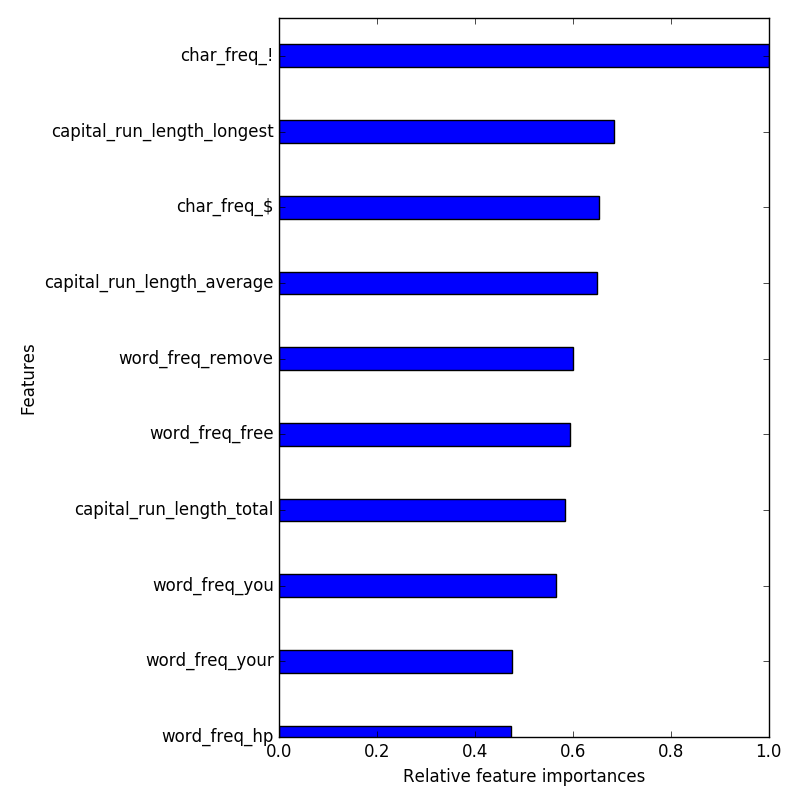 char_freq_!
capital_run_length_longest
char_freq_$
capital_run_length_average
word_freq_remove
Features
word_freq_free
capital_run_length_total
word_freq_you
word_freq_your
word_freq_hp
0.0 0.2 0.4 0.6 0.8 1.0
Relative feature importances